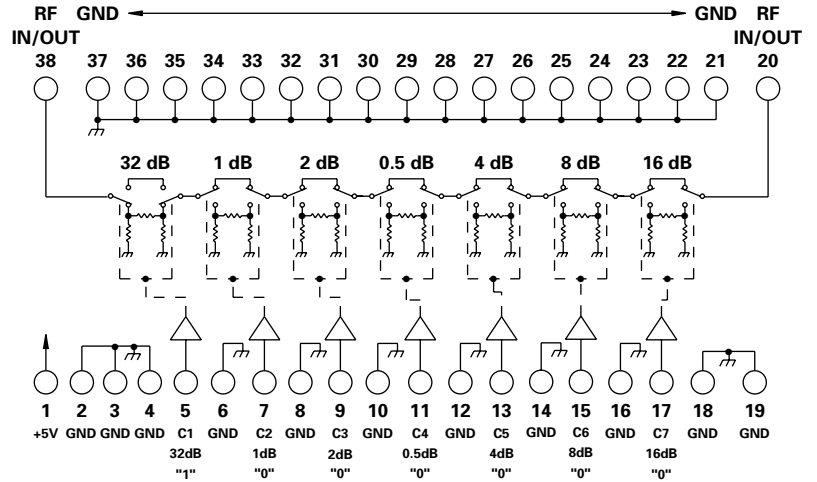 RF GND GND RF
IN/OUT IN/OUT
38 37 36 35 34 33 32 31 30 29 28 27 26 25 24 23 22 21 20
32 dB 1 dB 2 dB 0.5 dB 4 dB 8 dB 16 dB
1 2 3 4 5 6 7 8 9 10 11 12 13 14 15 16 17 18 19
+5V GND GND GND C1 GND C2 GND C3 GND C4 GND C5 GND C6 GND C7 GND GND
32dB 1dB 2dB 0.5dB 4dB 8dB 16dB
"1" "0" "0" "0" "0" "0" "0"